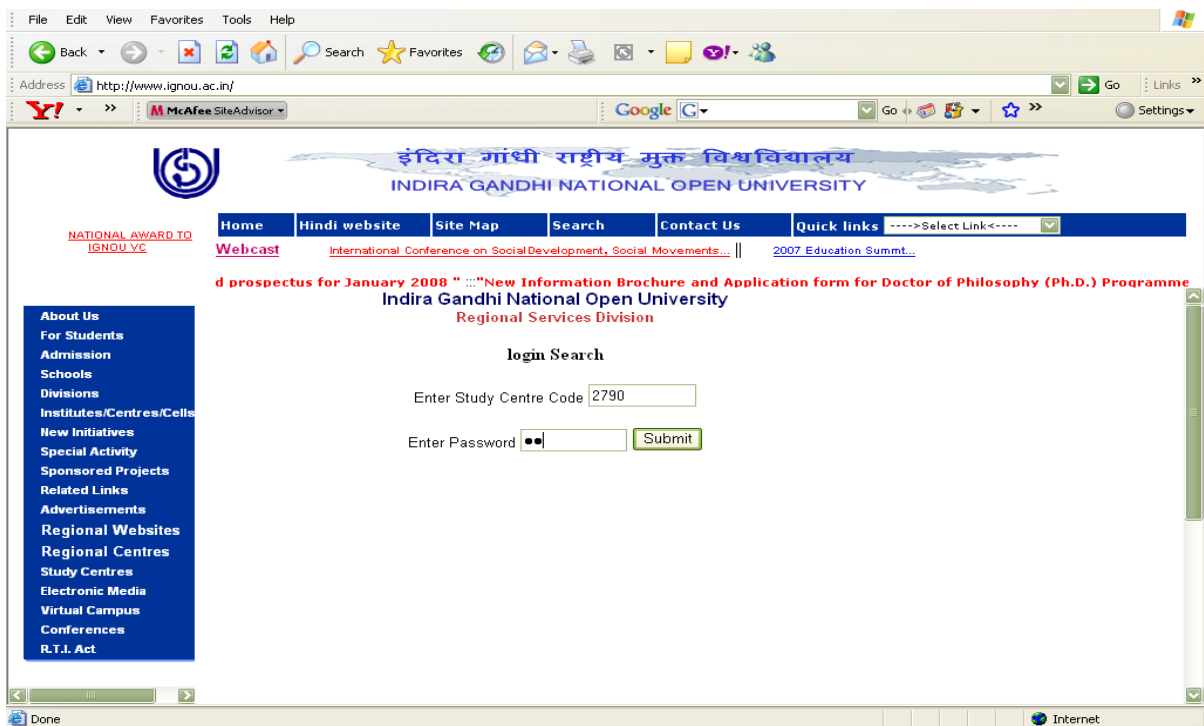 File Edit View Favorites Tools Help
Back Search Favorites
Address http://www.ignou.ac.in/ Go Links »
Y! » McAfee SiteAdvisor Google G Go » Settings
इंदिरा गांधी राष्ट्रीय मुक्त विश्वविद्यालय
INDIRA GANDHI NATIONAL OPEN UNIVERSITY
NATIONAL AWARD TO
IGNOU VC
Home Hindi website Site Map Search Contact Us Quick links ---->Select Link<----
Webcast International Conference on Social Development, Social Movements... || 2007 Education Summt...
d prospectus for January 2008 " :::"New Information Brochure and Application form for Doctor of Philosophy (Ph.D.) Programme
Indira Gandhi National Open University
Regional Services Division
login Search
Enter Study Centre Code 2790
Enter Password ●● Submit
About Us
For Students
Admission
Schools
Divisions
Institutes/Centres/Cells
New Initiatives
Special Activity
Sponsored Projects
Related Links
Advertisements
Regional Websites
Regional Centres
Study Centres
Electronic Media
Virtual Campus
Conferences
R.T.I. Act
Done Internet